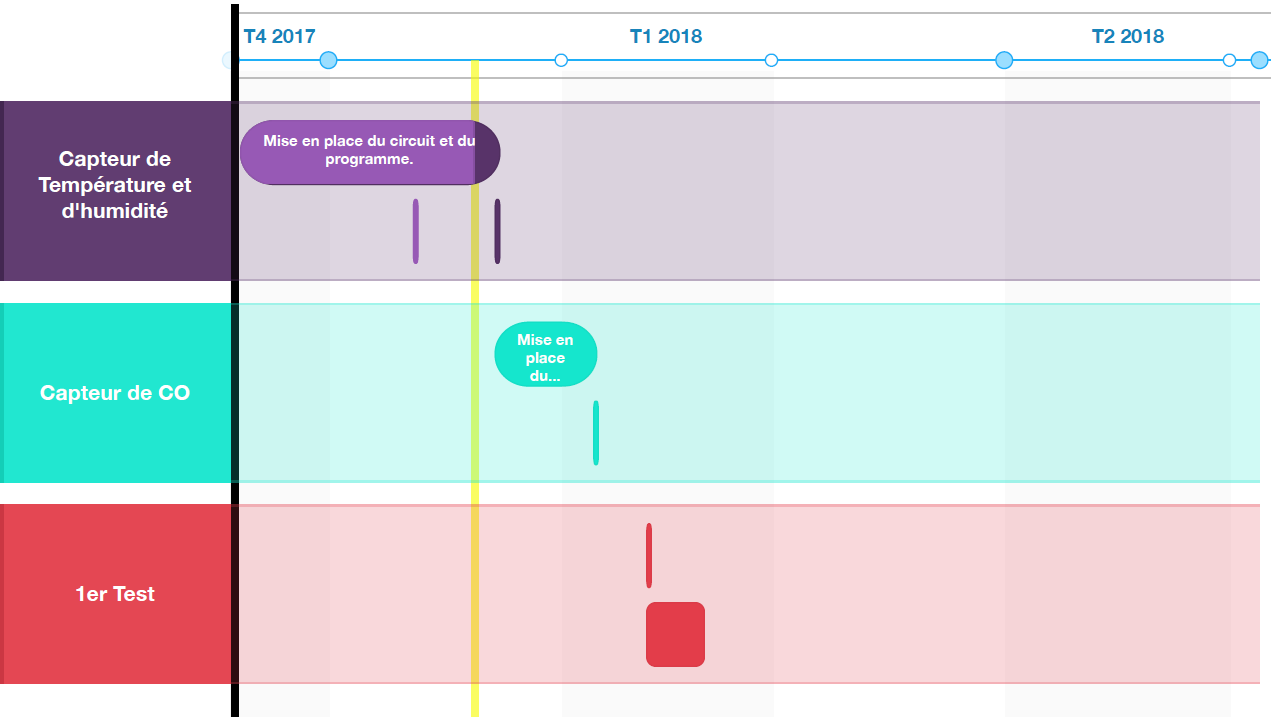 T4 2017
T1 2018
T2 2018
Capteur de
Température et
d'humidité
Mise en place du circuit et du
programme.
Capteur de CO
Mise en
place
du...
1er Test